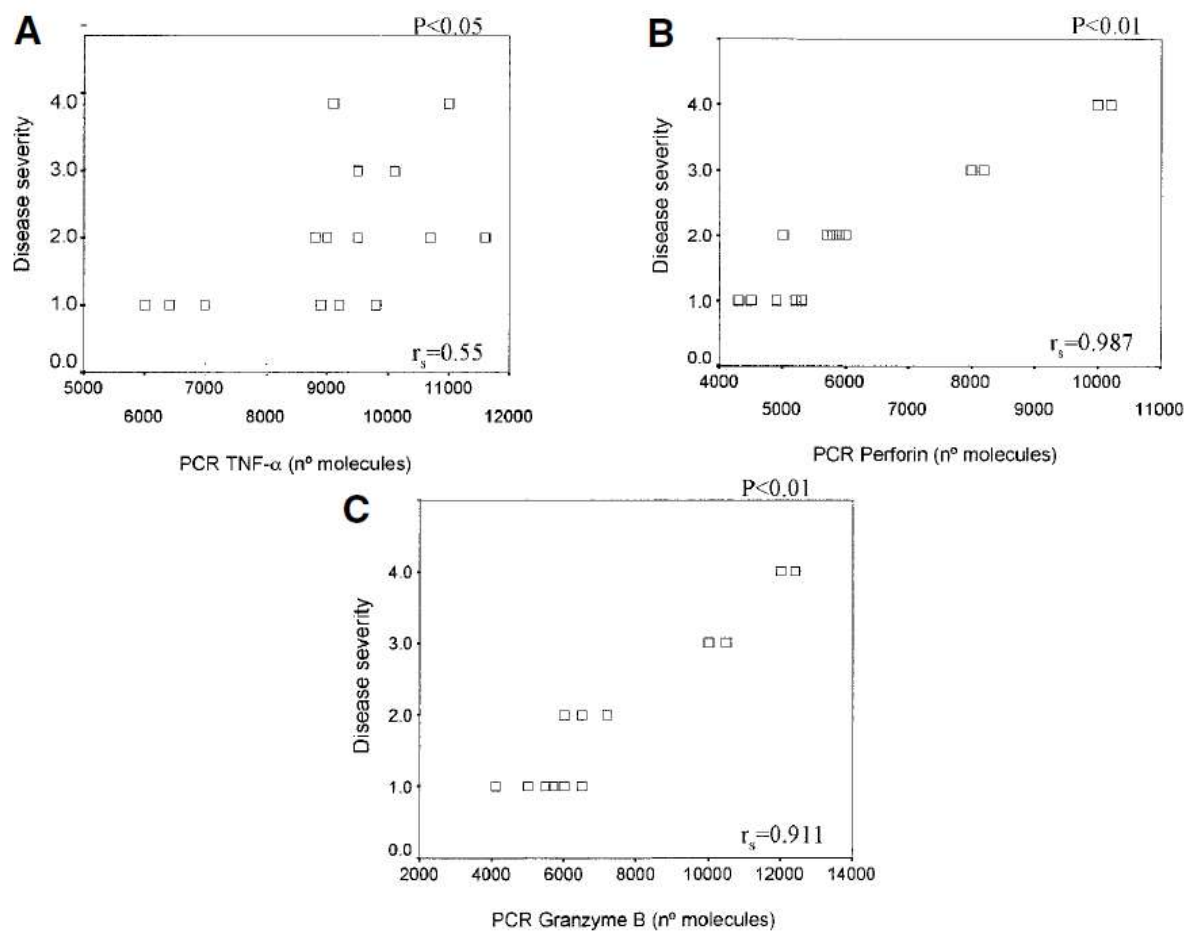 A
P<0.05
Disease severity
4.0
3.0
2.0
1.0
0.0
r_s=0.55
5000 7000 9000 11000
6000 8000 10000 12000
PCR TNF-α (nº molecules)
B
P<0.01
Disease severity
4.0
3.0
2.0
1.0
0.0
r_s=0.987
4000 6000 8000 10000
5000 7000 9000 11000
PCR Perforin (nº molecules)
C
P<0.01
Disease severity
4.0
3.0
2.0
1.0
0.0
r_s=0.911
2000 4000 6000 8000 10000 12000 14000
PCR Granzyme B (nº molecules)